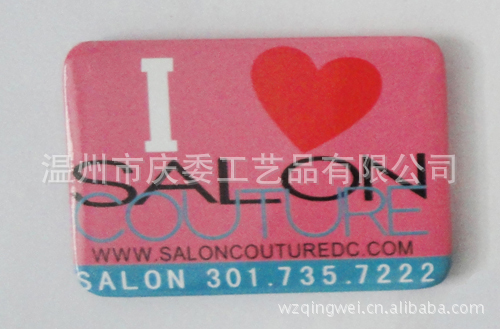 I
温州市庆委工艺品有限公司
SALON
COUTURE
WWW.SALONCOUTUREDC.COM
SALON 301.735.7222
wzqingwei.cn.alibaba.com